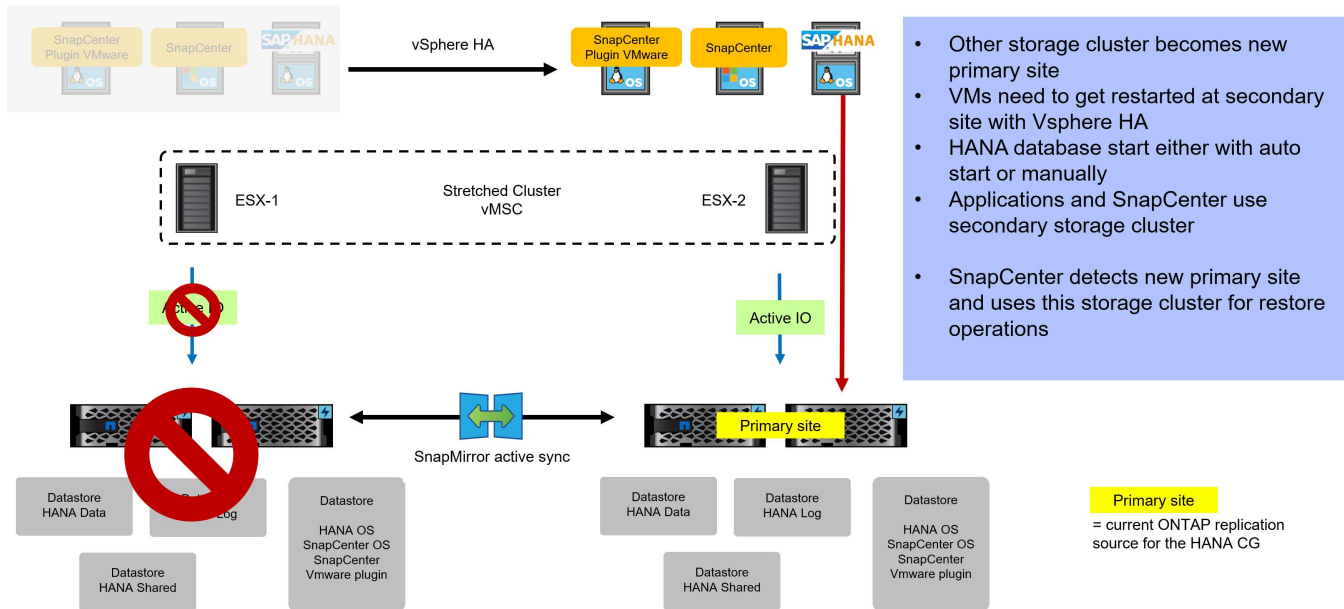 SnapCenter
Plugin VMware
SnapCenter
SAP HANA
OS
OS
OS
vSphere HA
SnapCenter
Plugin VMware
SnapCenter
SAP HANA
OS
OS
OS
ESX-1
Stretched Cluster
vMSC
ESX-2
Active IO
Active IO
Primary site
SnapMirror active sync
Datastore
HANA Data
Log
Datastore
HANA OS
SnapCenter OS
SnapCenter
Vmware plugin
Datastore
HANA Shared
Datastore
HANA Data
Datastore
HANA Log
Datastore
HANA OS
SnapCenter OS
SnapCenter
Vmware plugin
Datastore
HANA Shared
• Other storage cluster becomes new
primary site
• VMs need to get restarted at secondary
site with Vsphere HA
• HANA database start either with auto
start or manually
• Applications and SnapCenter use
secondary storage cluster
• SnapCenter detects new primary site
and uses this storage cluster for restore
operations
Primary site
= current ONTAP replication
source for the HANA CG